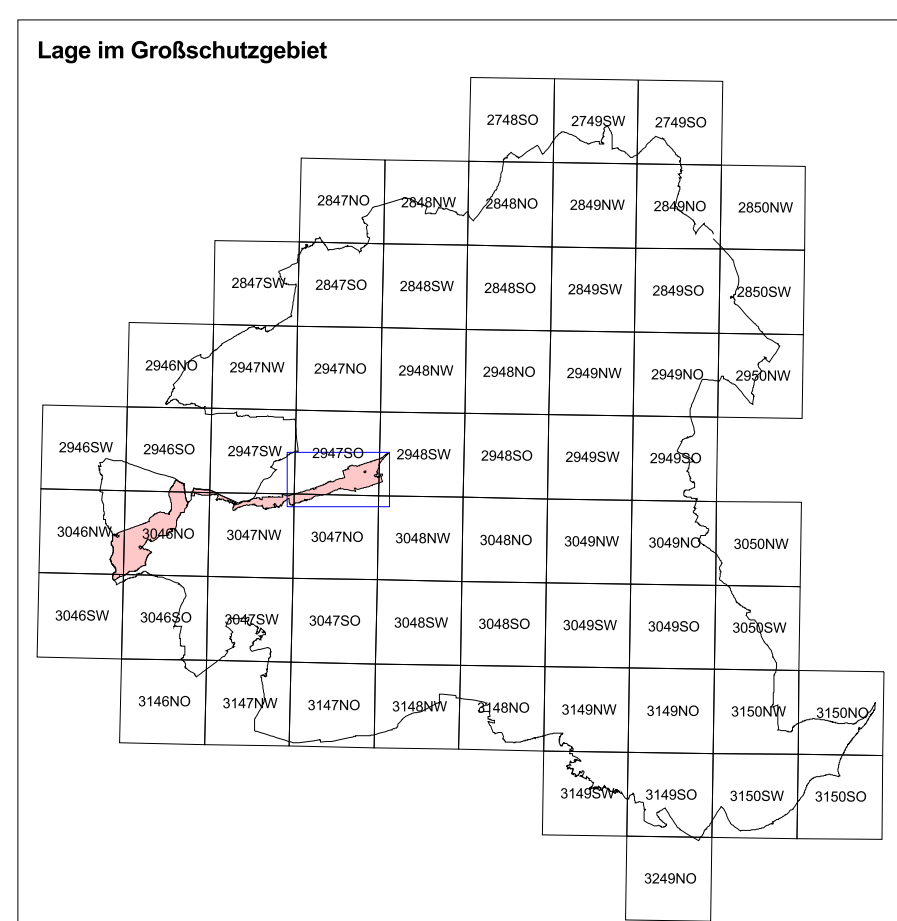 Lage im Großschutzgebiet
2748SO 2749SW 2749SO
2847NO 2848NW 2848NO 2849NW 2849NO 2850NW
2847SW 2847SO 2848SW 2848SO 2849SW 2849SO 2850SW
2946NO 2947NW 2947NO 2948NW 2948NO 2949NW 2949NO 2950NW
2946SW 2946SO 2947SW 2947SO 2948SW 2948SO 2949SW 2949SO
3046NW 3046NO 3047NW 3047NO 3048NW 3048NO 3049NW 3049NO 3050NW
3046SW 3046SO 3047SW 3047SO 3048SW 3048SO 3049SW 3049SO 3050SW
3146NO 3147NW 3147NO 3148NW 3148NO 3149NW 3149NO 3150NW 3150NO
3149SW 3149SO 3150SW 3150SO
3249NO